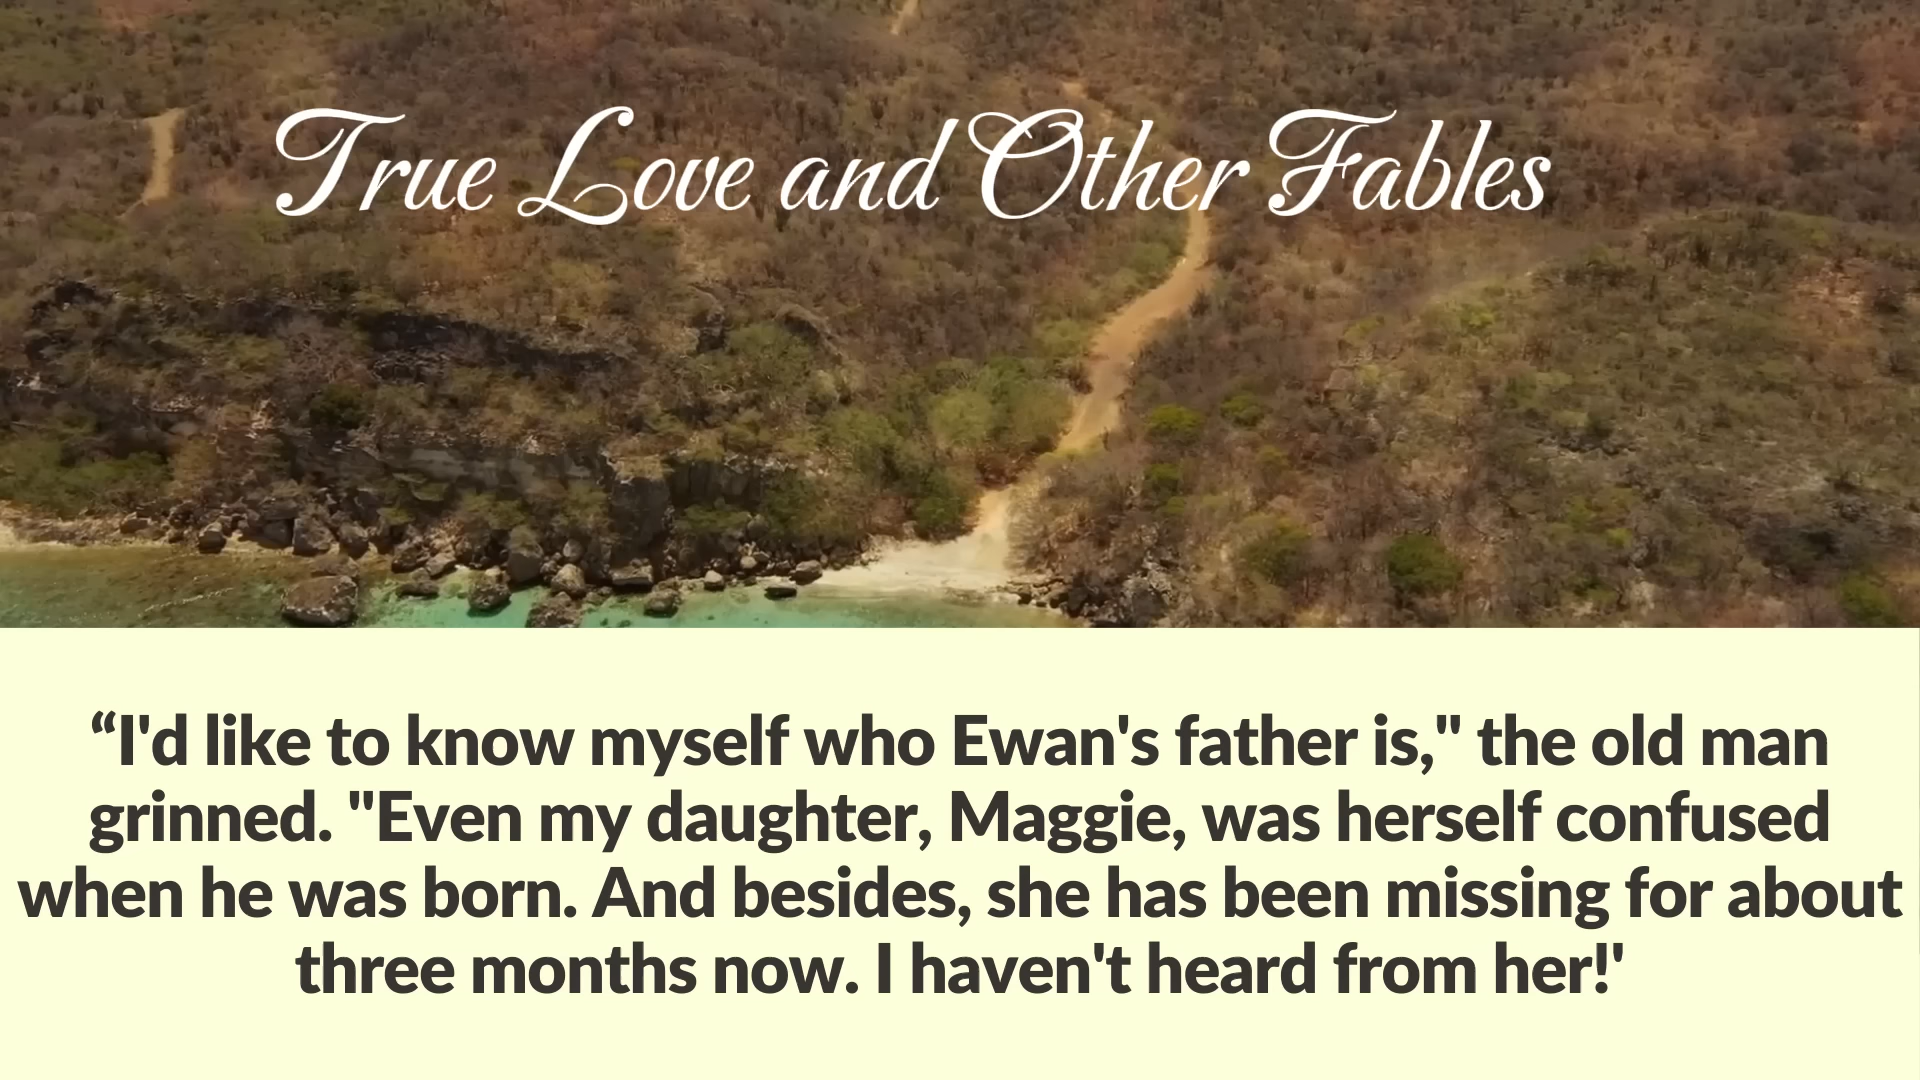 True Love and Other Fables
“I'd like to know myself who Ewan's father is," the old man
grinned. "Even my daughter, Maggie, was herself confused
when he was born. And besides, she has been missing for about
three months now. I haven't heard from her!'